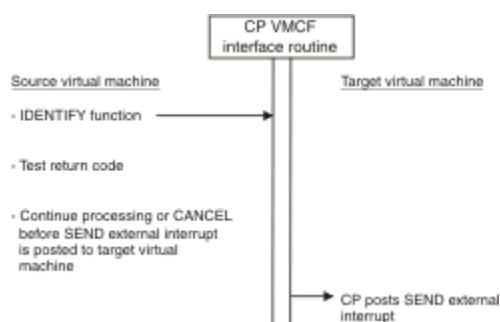 CP VMCF
interface routine
Source virtual machine
Target virtual machine
- IDENTIFY function
- Test return code
- Continue processing or CANCEL
before SEND external interrupt
is posted to target virtual
machine
CP posts SEND external
interrupt